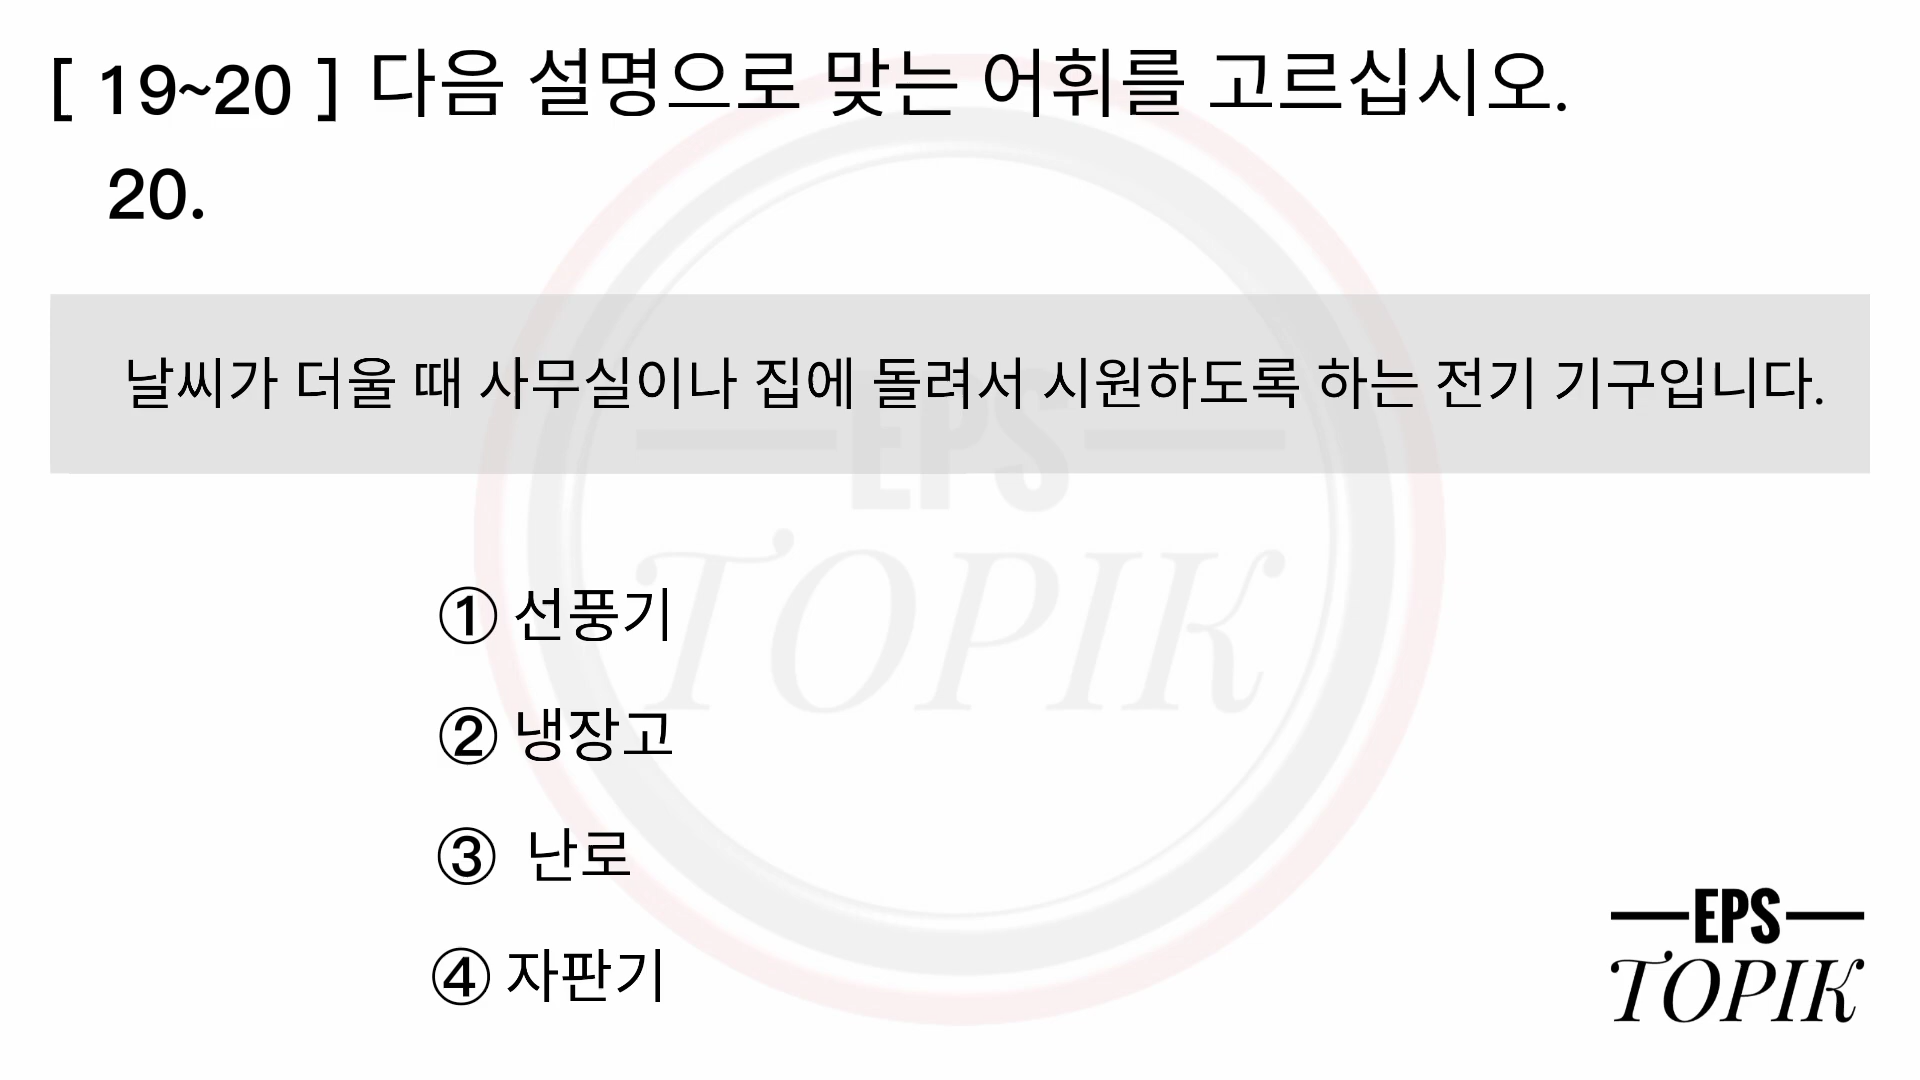 [ 19~20 ] 다음 설명으로 맞는 어휘를 고르십시오.
20.
날씨가 더울 때 사무실이나 집에 돌려서 시원하도록 하는 전기 기구입니다.
EPS
TOPIK
① 선풍기
② 냉장고
③ 난로
④ 자판기
EPS
TOPIK